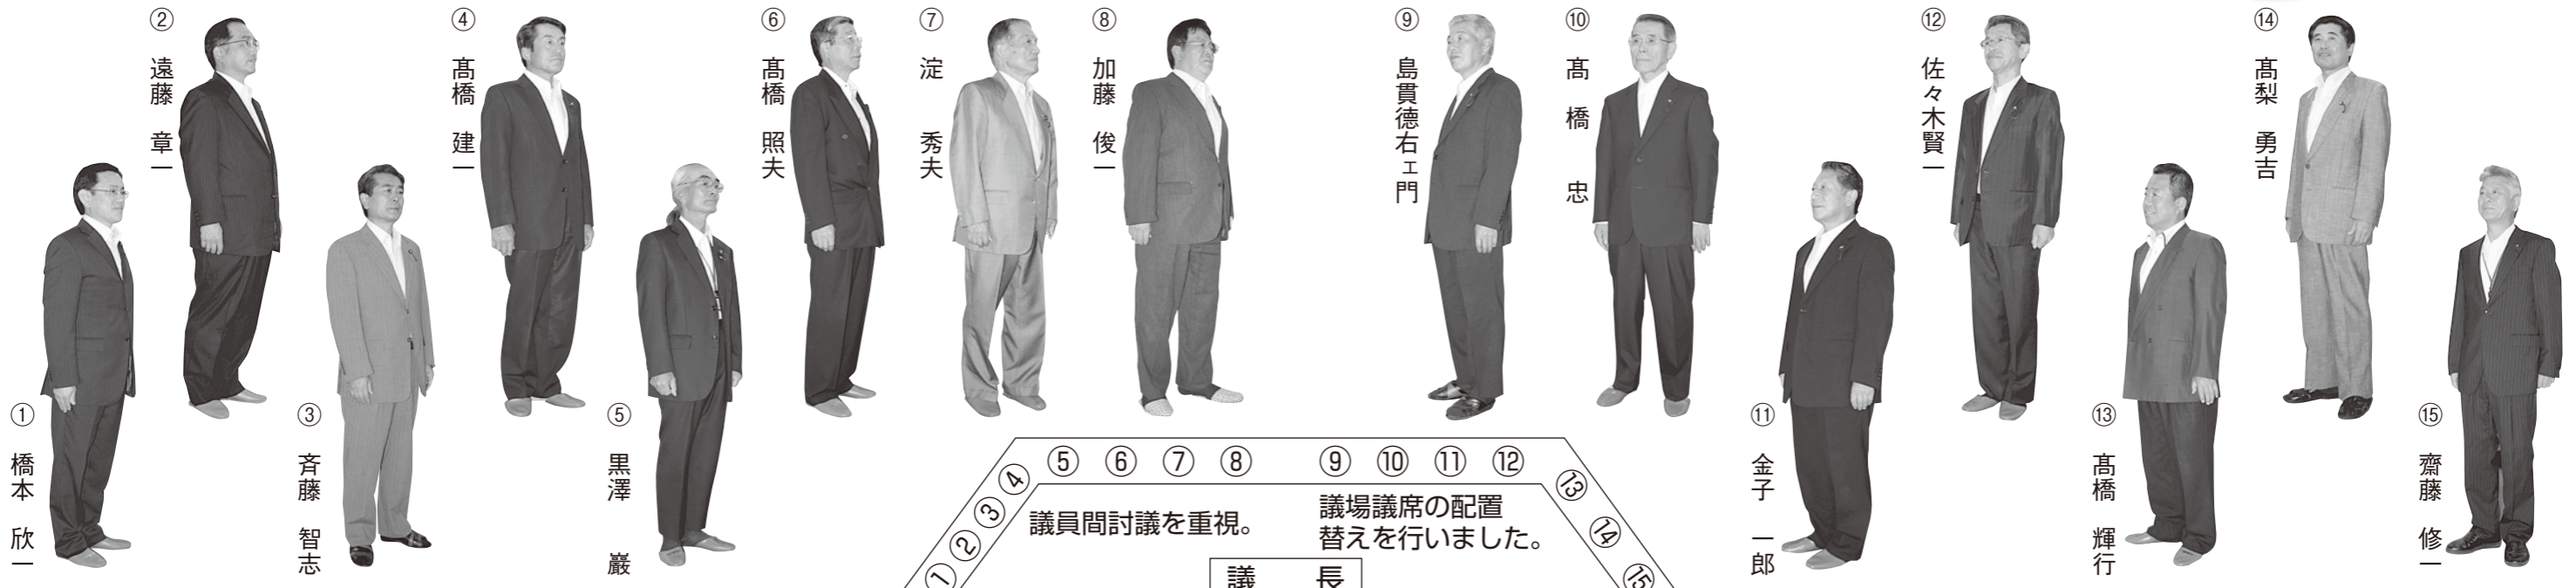 ① 橋本 欣一
② 遠藤 章一
③ 斉藤 智志
④ 髙橋 建一
⑤ 黒澤 巖
⑥ 髙橋 照夫
⑦ 淀 秀夫
⑧ 加藤 俊一
⑨ 島貫德右エ門
⑩ 髙橋 忠
⑪ 金子 一郎
⑫ 佐々木賢一
⑬ 髙橋 輝行
⑭ 髙梨 勇吉
⑮ 齋藤 修一
① ② ③ ④ ⑤ ⑥ ⑦ ⑧ ⑨ ⑩ ⑪ ⑫ ⑬ ⑭ ⑮
議員間討議を重視。
議場議席の配置
替えを行いました。
議 長